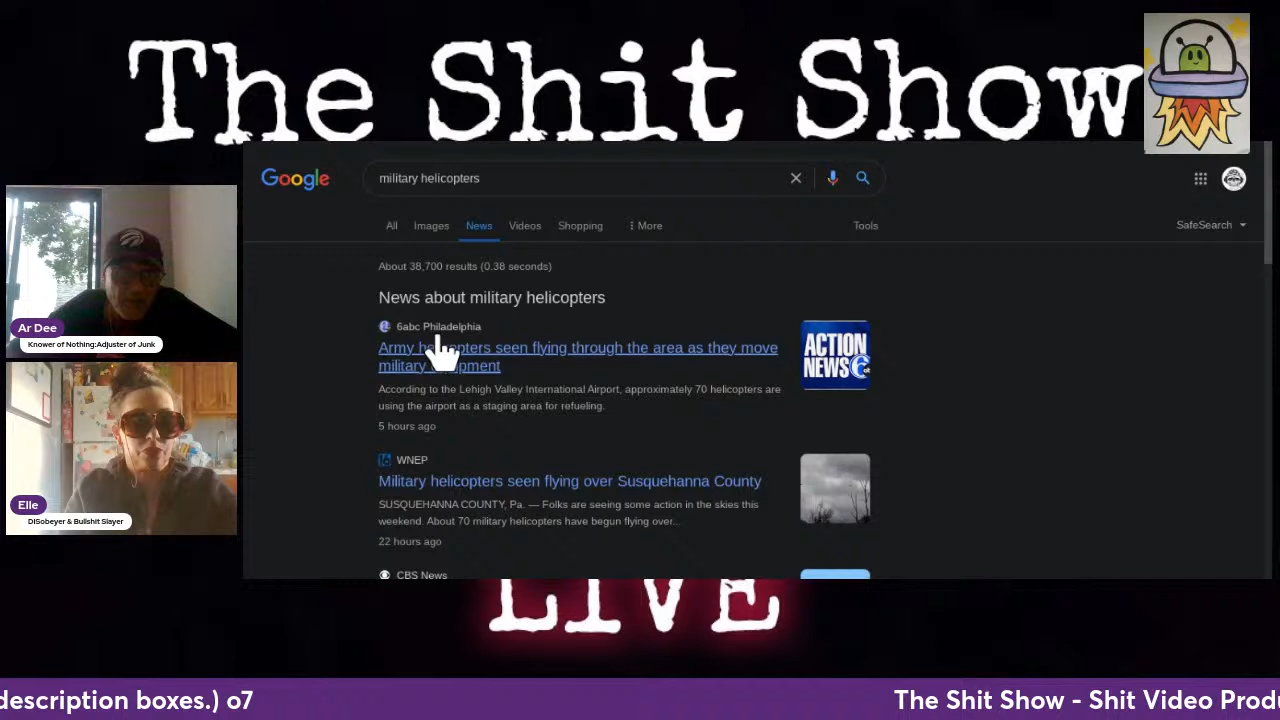 The Shit Show
Google
military helicopters
All Images News Videos Shopping More Tools SafeSearch
About 38,700 results (0.38 seconds)
News about military helicopters
6abc Philadelphia
Army helicopters seen flying through the area as they move
military
According to the Lehigh Valley International Airport, approximately 70 helicopters are
using the airport as a staging area for refueling.
5 hours ago
ACTION
NEWS
WNEP
Military helicopters seen flying over Susquehanna County
SUSQUEHANNA COUNTY, Pa. — Folks are seeing some action in the skies this
weekend. About 70 military helicopters have begun flying over...
22 hours ago
CBS News
Ar Dee
Knower of Nothing:Adjuster of Junk
Elle
DISobeyer & Bullshit Slayer
LIVE
description boxes.) o7 The Shit Show - Shit Video Produ